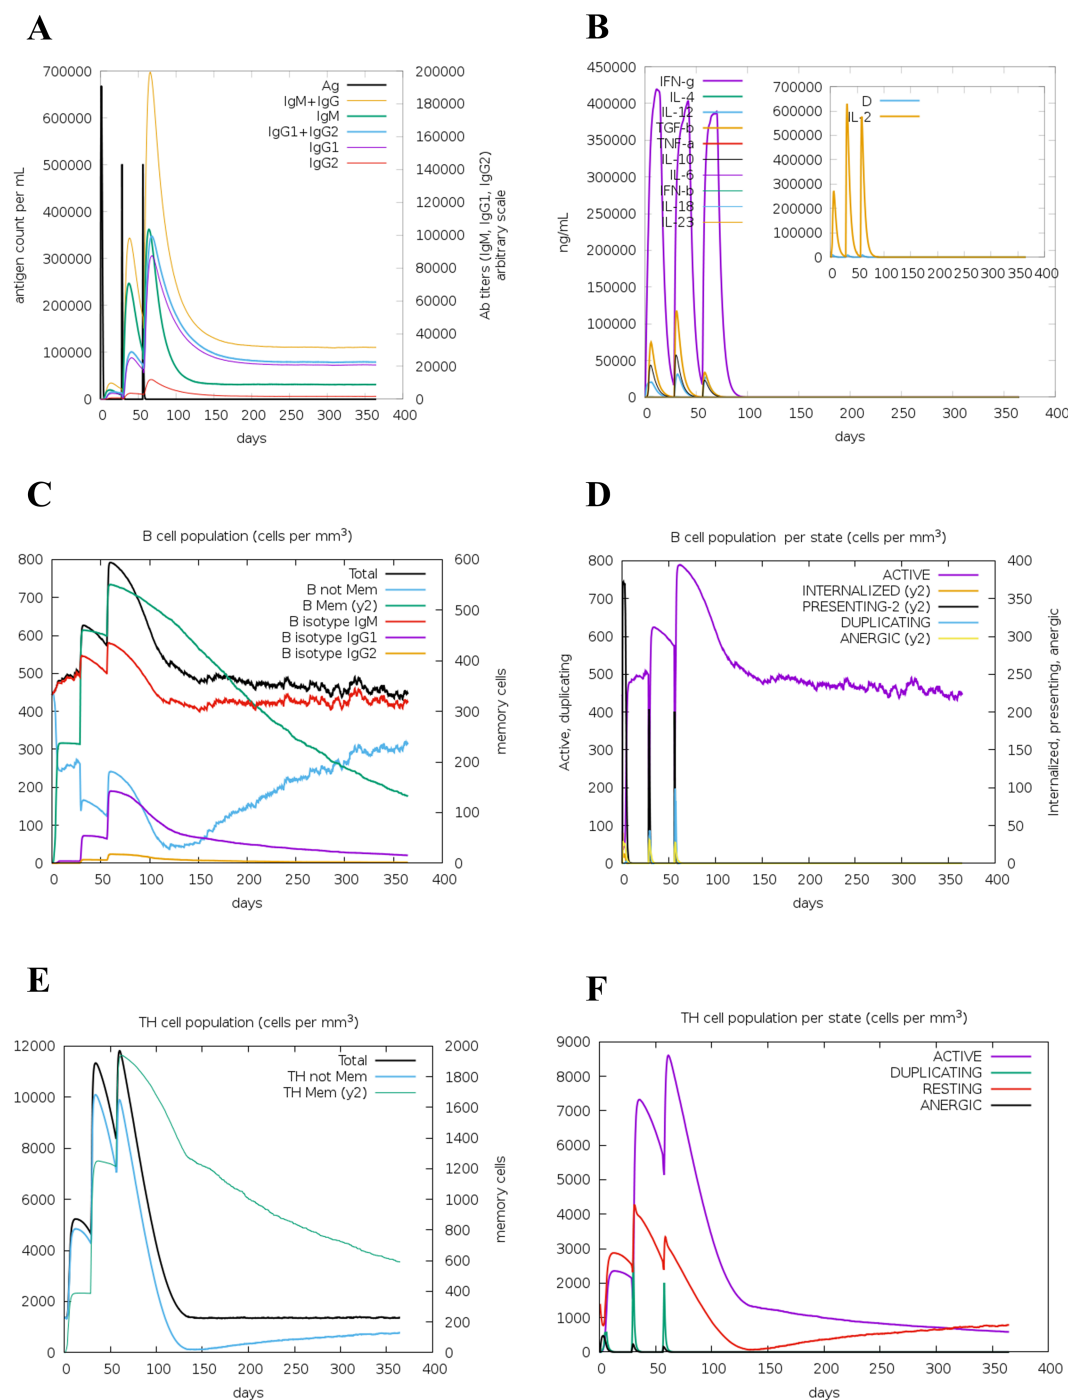 A
700000
600000
500000
400000
300000
200000
100000
0
antigen count per mL
200000
180000
160000
140000
120000
100000
80000
60000
40000
20000
0
Ab titers (IgM, IgG1, IgG2)
arbitrary scale
Ag
IgM+IgG
IgM
IgG1+IgG2
IgG1
IgG2
0 50 100 150 200 250 300 350 400
days
B
450000
400000
350000
300000
250000
200000
150000
100000
50000
0
ng/mL
IFN-g
IL-4
IL-12
TGF-b
TNF-a
IL-10
IL-6
IFN-b
IL-18
IL-23
700000
600000
500000
400000
300000
200000
100000
0
D
IL-2
0 50 100 150 200 250 300 350 400
0 50 100 150 200 250 300 350 400
days
C
B cell population (cells per mm3)
800
700
600
500
400
300
200
100
0
600
500
400
300
200
100
0
memory cells
Total
B not Mem
B Mem (y2)
B isotype IgM
B isotype IgG1
B isotype IgG2
0 50 100 150 200 250 300 350 400
days
D
B cell population per state (cells per mm3)
800
700
600
500
400
300
200
100
0
Active, duplicating
400
350
300
250
200
150
100
50
0
Internalized, presenting, anergic
ACTIVE
INTERNALIZED (y2)
PRESENTING-2 (y2)
DUPLICATING
ANERGIC (y2)
0 50 100 150 200 250 300 350 400
days
E
TH cell population (cells per mm3)
12000
10000
8000
6000
4000
2000
0
2000
1800
1600
1400
1200
1000
800
600
400
200
0
memory cells
Total
TH not Mem
TH Mem (y2)
0 50 100 150 200 250 300 350 400
days
F
TH cell population per state (cells per mm3)
9000
8000
7000
6000
5000
4000
3000
2000
1000
0
ACTIVE
DUPLICATING
RESTING
ANERGIC
0 50 100 150 200 250 300 350 400
days